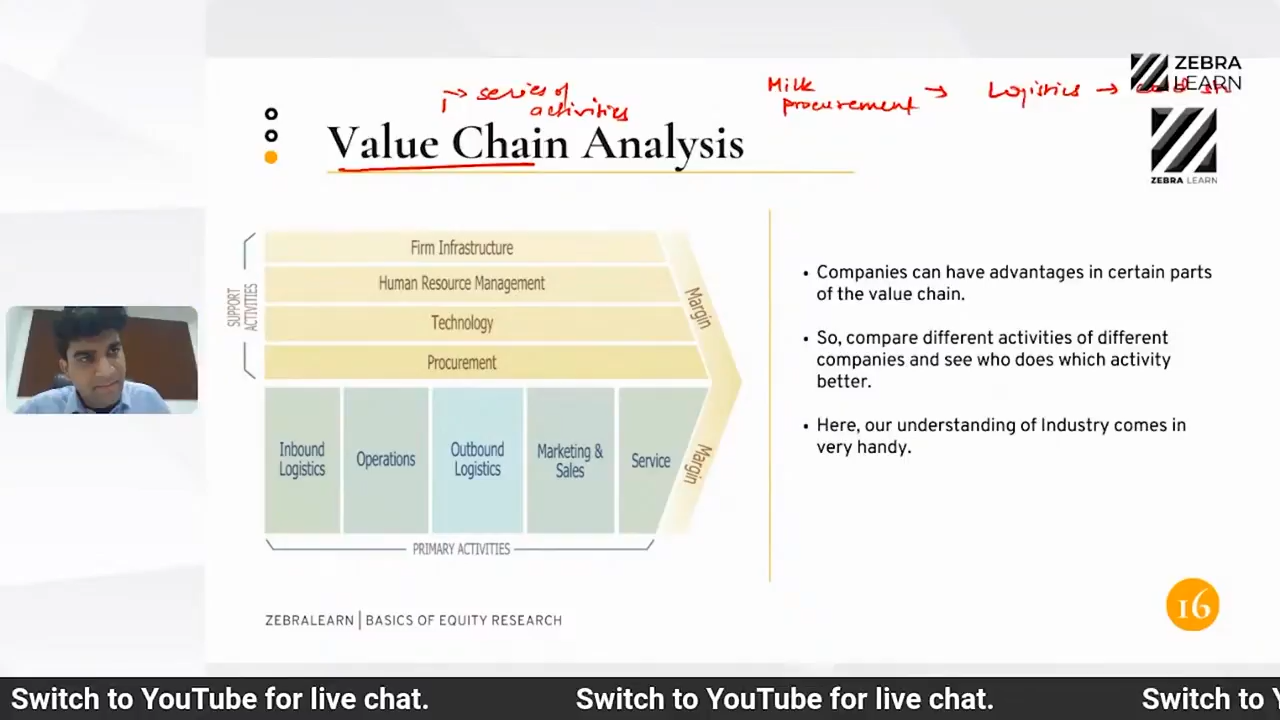 ZEBRA
LEARN
series of
activities
Milk
procurement → Logistics →
Value Chain Analysis
ZEBRA LEARN
SUPPORT
ACTIVITIES
Firm Infrastructure
Human Resource Management
Technology
Procurement
Margin
Inbound
Logistics
Operations
Outbound
Logistics
Marketing &
Sales
Service
Margin
PRIMARY ACTIVITIES
• Companies can have advantages in certain parts
of the value chain.
• So, compare different activities of different
companies and see who does which activity
better.
• Here, our understanding of Industry comes in
very handy.
ZEBRALEARN | BASICS OF EQUITY RESEARCH
16
Switch to YouTube for live chat. Switch to YouTube for live chat. Switch to Y